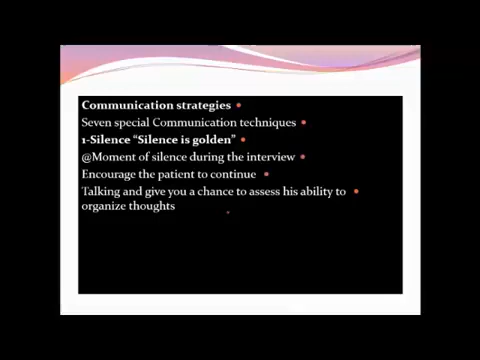 Communication strategies
Seven special Communication techniques
1-Silence “Silence is golden”
@Moment of silence during the interview
Encourage the patient to continue
Talking and give you a chance to assess his ability to
organize thoughts